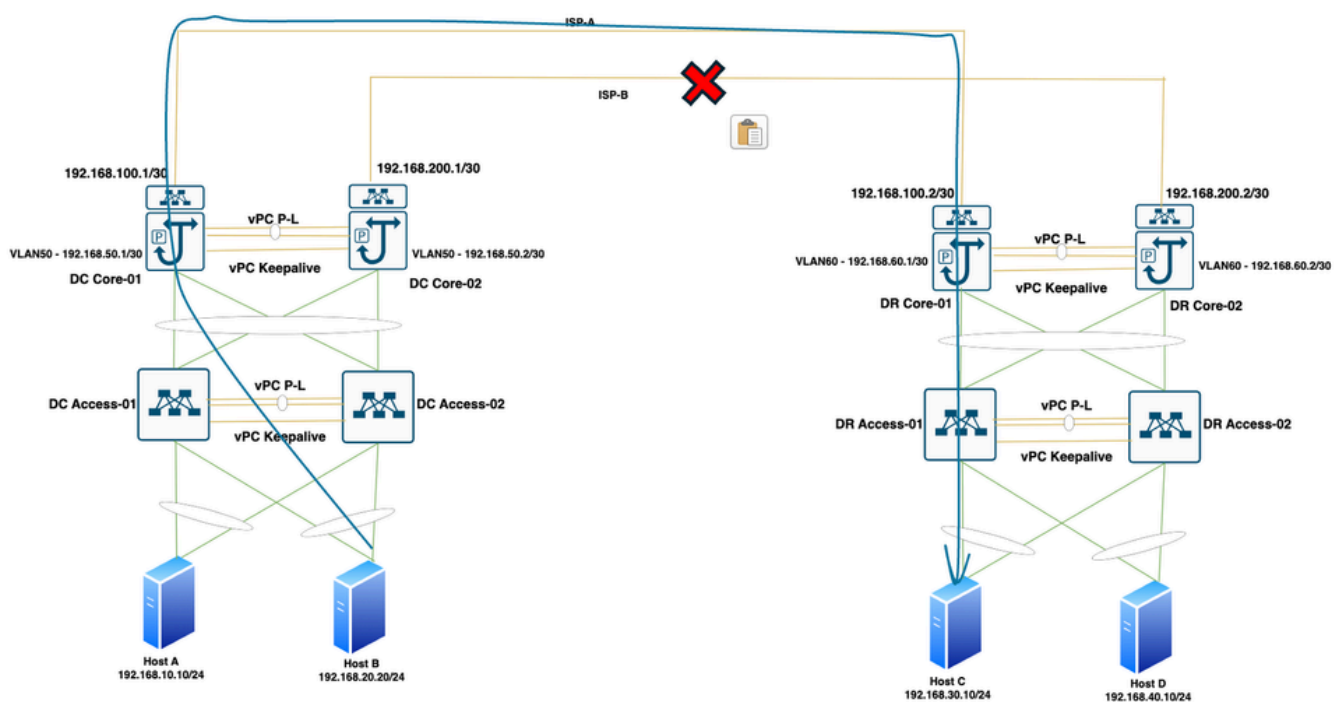 ISP-A
ISP-B
192.168.100.1/30
192.168.200.1/30
192.168.100.2/30
192.168.200.2/30
vPC P-L
P
P
VLAN50 - 192.168.50.1/30
VLAN50 - 192.168.50.2/30
vPC Keepalive
DC Core-01
DC Core-02
vPC P-L
P
P
VLAN60 - 192.168.60.1/30
VLAN60 - 192.168.60.2/30
vPC Keepalive
DR Core-01
DR Core-02
vPC P-L
DC Access-01
DC Access-02
vPC Keepalive
vPC P-L
DR Access-01
DR Access-02
vPC Keepalive
Host A
192.168.10.10/24
Host B
192.168.20.20/24
Host C
192.168.30.10/24
Host D
192.168.40.10/24